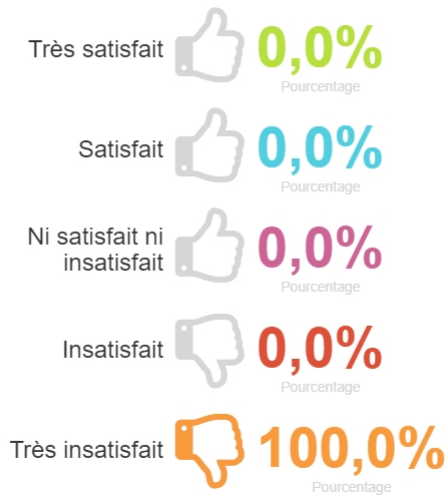 Très satisfait 0,0%
Pourcentage
Satisfait 0,0%
Pourcentage
Ni satisfait ni
insatisfait 0,0%
Pourcentage
Insatisfait 0,0%
Pourcentage
Très insatisfait 100,0%
Pourcentage